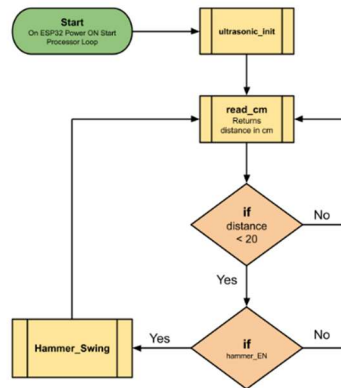 Start
On ESP32 Power ON Start
Processor Loop
ultrasonic_init
read_cm
Returns
distance in cm
if
distance
< 20
No
Yes
Hammer_Swing
Yes
if
hammer_EN
No